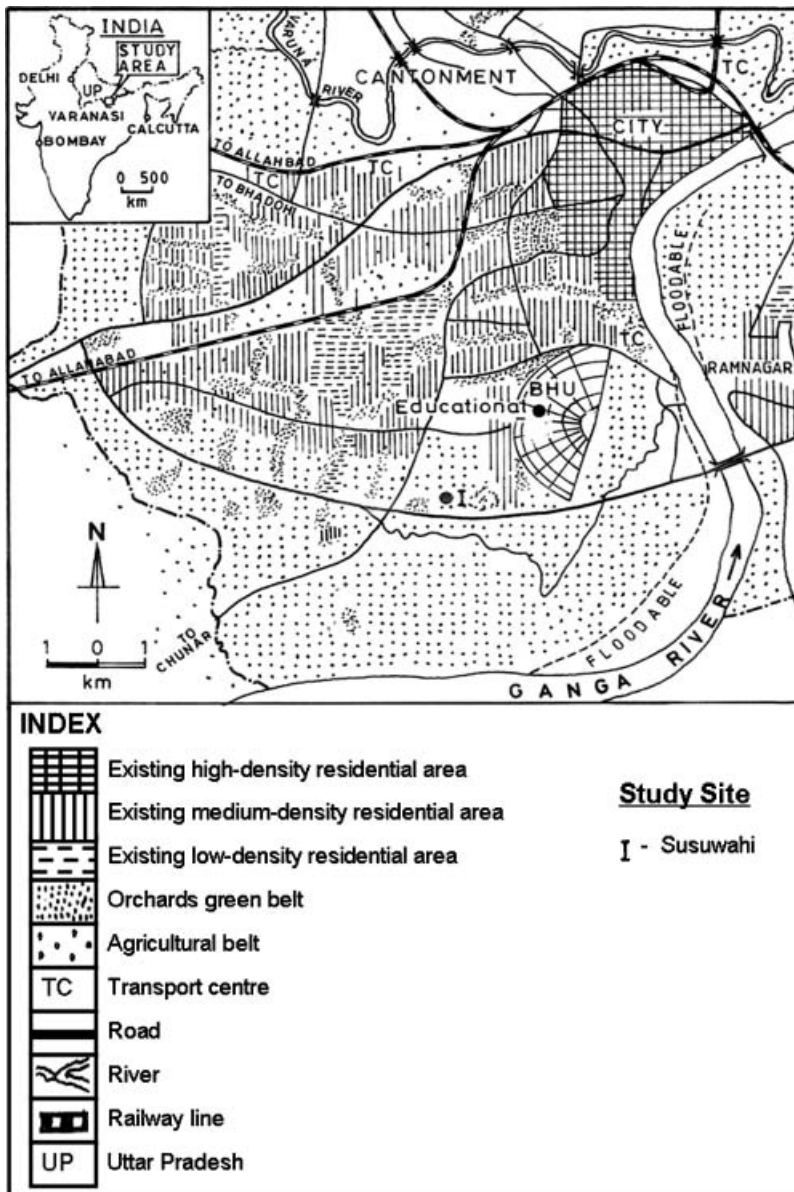 INDIA
STUDY
AREA
DELHI
UP
VARANASI
CALCUTTA
BOMBAY
0 500
km
VARUNA
RIVER
CANTONMENT
TC
CITY
TO ALLAHBAD
TC
TC
TO BHADOHI
FLOODABLE
TC
RAMNAGAR
TO ALLAHABAD
BHU
Educational
I
N
1 0 1
km
TO
CHUNAR
FLOODABLE
GANGA RIVER
INDEX
Existing high-density residential area
Existing medium-density residential area
Existing low-density residential area
Orchards green belt
Agricultural belt
TC Transport centre
Road
River
Railway line
UP Uttar Pradesh
Study Site
I - Susuwahi